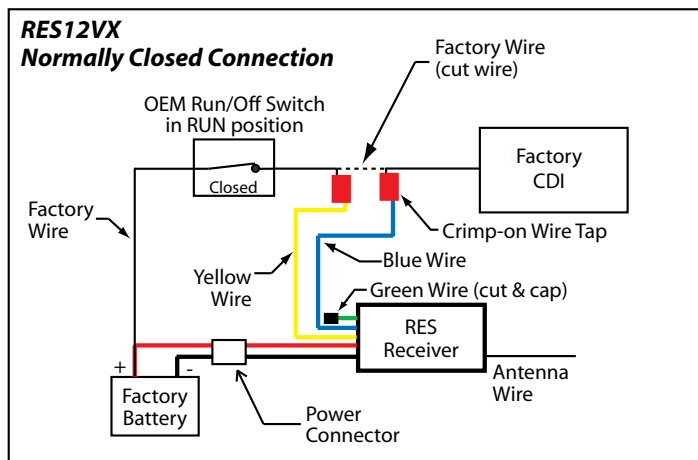 RES12VX
Normally Closed Connection
Factory Wire
(cut wire)
OEM Run/Off Switch
in RUN position
Closed
Factory
CDI
Factory
Wire
Crimp-on Wire Tap
Yellow
Wire
Blue Wire
Green Wire (cut & cap)
RES
Receiver
Antenna
Wire
+
-
Factory
Battery
Power
Connector